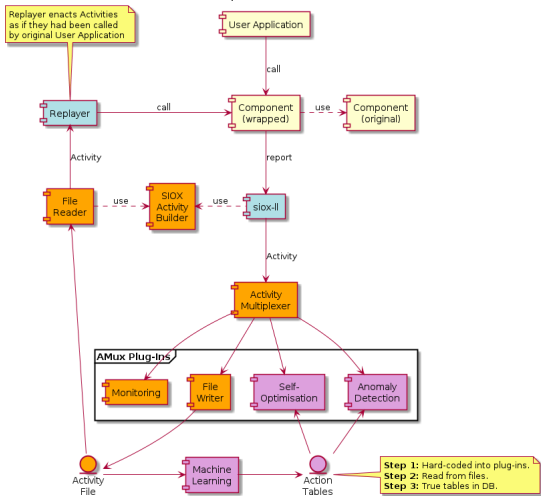 Replayer enacts Activities
as if they had been called
by original User Application
User Application
call
Replayer
call
Component
(wrapped)
use
Component
(original)
Activity
report
File
Reader
use
SIOX
Activity
Builder
use
siox-ll
Activity
Activity
Multiplexer
AMux Plug-Ins
Monitoring
File
Writer
Self-
Optimisation
Anomaly
Detection
Activity
File
Machine
Learning
Action
Tables
Step 1: Hard-coded into plug-ins.
Step 2: Read from files.
Step 3: True tables in DB.